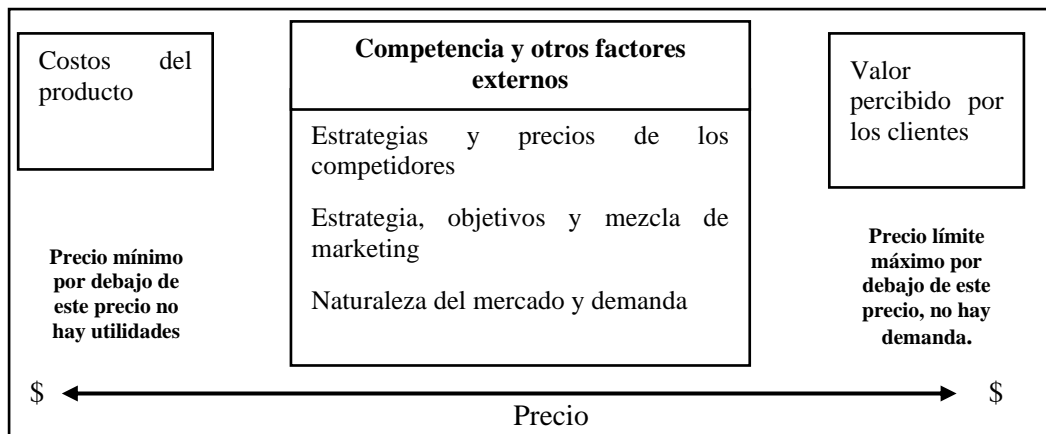 Costos del
producto
Competencia y otros factores
externos
Estrategias y precios de los
competidores
Estrategia, objetivos y mezcla de
marketing
Naturaleza del mercado y demanda
Valor
percibido por
los clientes
Precio mínimo
por debajo de
este precio no
hay utilidades
Precio límite
máximo por
debajo de este
precio, no hay
demanda.
$
$
Precio